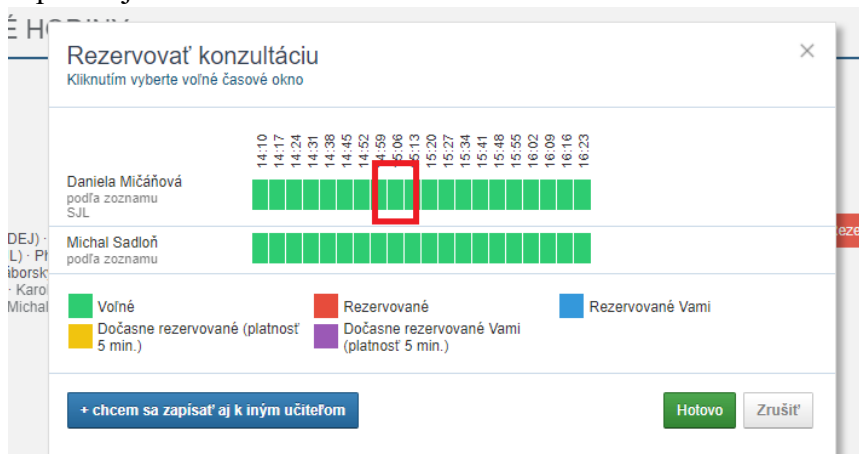 Rezervovať konzultáciu
Kliknutím vyberte voľné časové okno
14:10
14:17
14:24
14:31
14:38
14:45
14:52
14:59
15:06
15:13
15:20
15:27
15:34
15:41
15:48
15:55
16:02
16:09
16:16
16:23
Daniela Mičáňová
podľa zoznamu
SJL
Michal Sadloň
podľa zoznamu
DEJ) ·
Karo
Michal
Voľné
Rezervované
Rezervované Vami
Dočasne rezervované (platnosť 5 min.)
Dočasne rezervované Vami (platnosť 5 min.)
+ chcem sa zapísať aj k iným učiteľom
Hotovo
Zrušiť